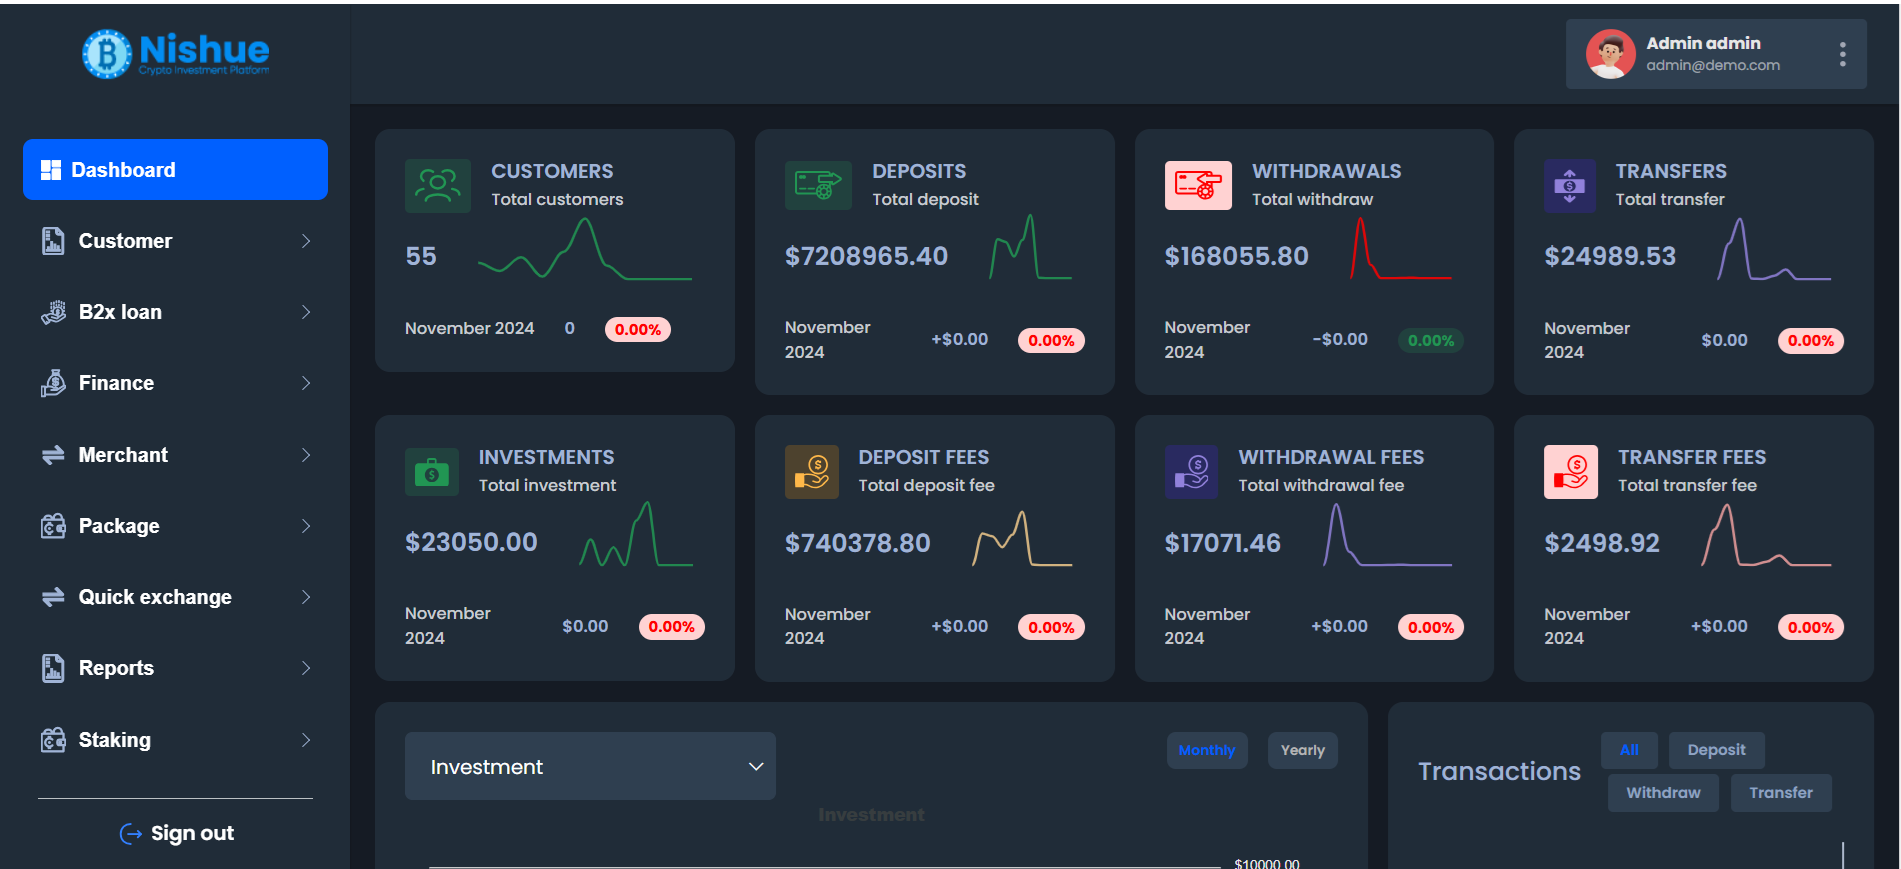 Nishue
Crypto Investment Platform
Admin admin
admin@demo.com
Dashboard
Customer
B2x loan
Finance
Merchant
Package
Quick exchange
Reports
Staking
Sign out
CUSTOMERS
Total customers
55
November 2024 0 0.00%
DEPOSITS
Total deposit
$7208965.40
November
2024
+$0.00 0.00%
WITHDRAWALS
Total withdraw
$168055.80
November
2024
-$0.00 0.00%
TRANSFERS
Total transfer
$24989.53
November
2024
$0.00 0.00%
INVESTMENTS
Total investment
$23050.00
November
2024
$0.00 0.00%
DEPOSIT FEES
Total deposit fee
$740378.80
November
2024
+$0.00 0.00%
WITHDRAWAL FEES
Total withdrawal fee
$17071.46
November
2024
+$0.00 0.00%
TRANSFER FEES
Total transfer fee
$2498.92
November
2024
+$0.00 0.00%
Investment
Monthly Yearly
Investment
$10000.00
Transactions
All Deposit
Withdraw Transfer